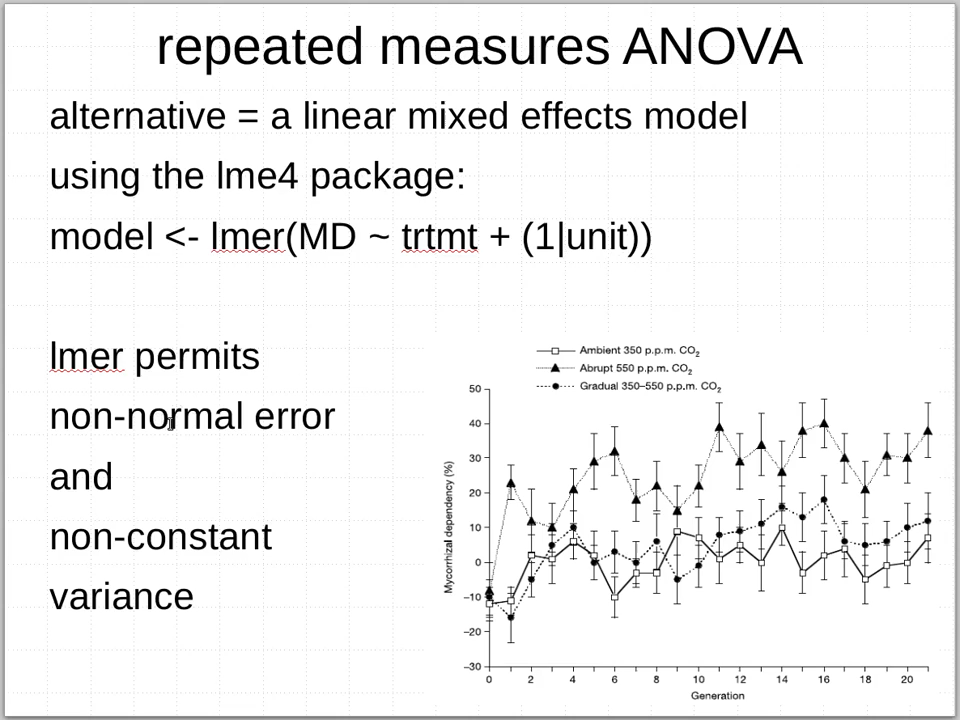 repeated measures ANOVA
alternative = a linear mixed effects model
using the lme4 package:
model <- lmer(MD ~ trtmt + (1|unit))
lmer permits
non-normal error
and
non-constant
variance
Ambient 350 p.p.m. CO₂
Abrupt 550 p.p.m. CO₂
Gradual 350–550 p.p.m. CO₂
Mycorrhizal dependency (%)
50
40
30
20
10
0
–10
–20
–30
0 2 4 6 8 10 12 14 16 18 20
Generation